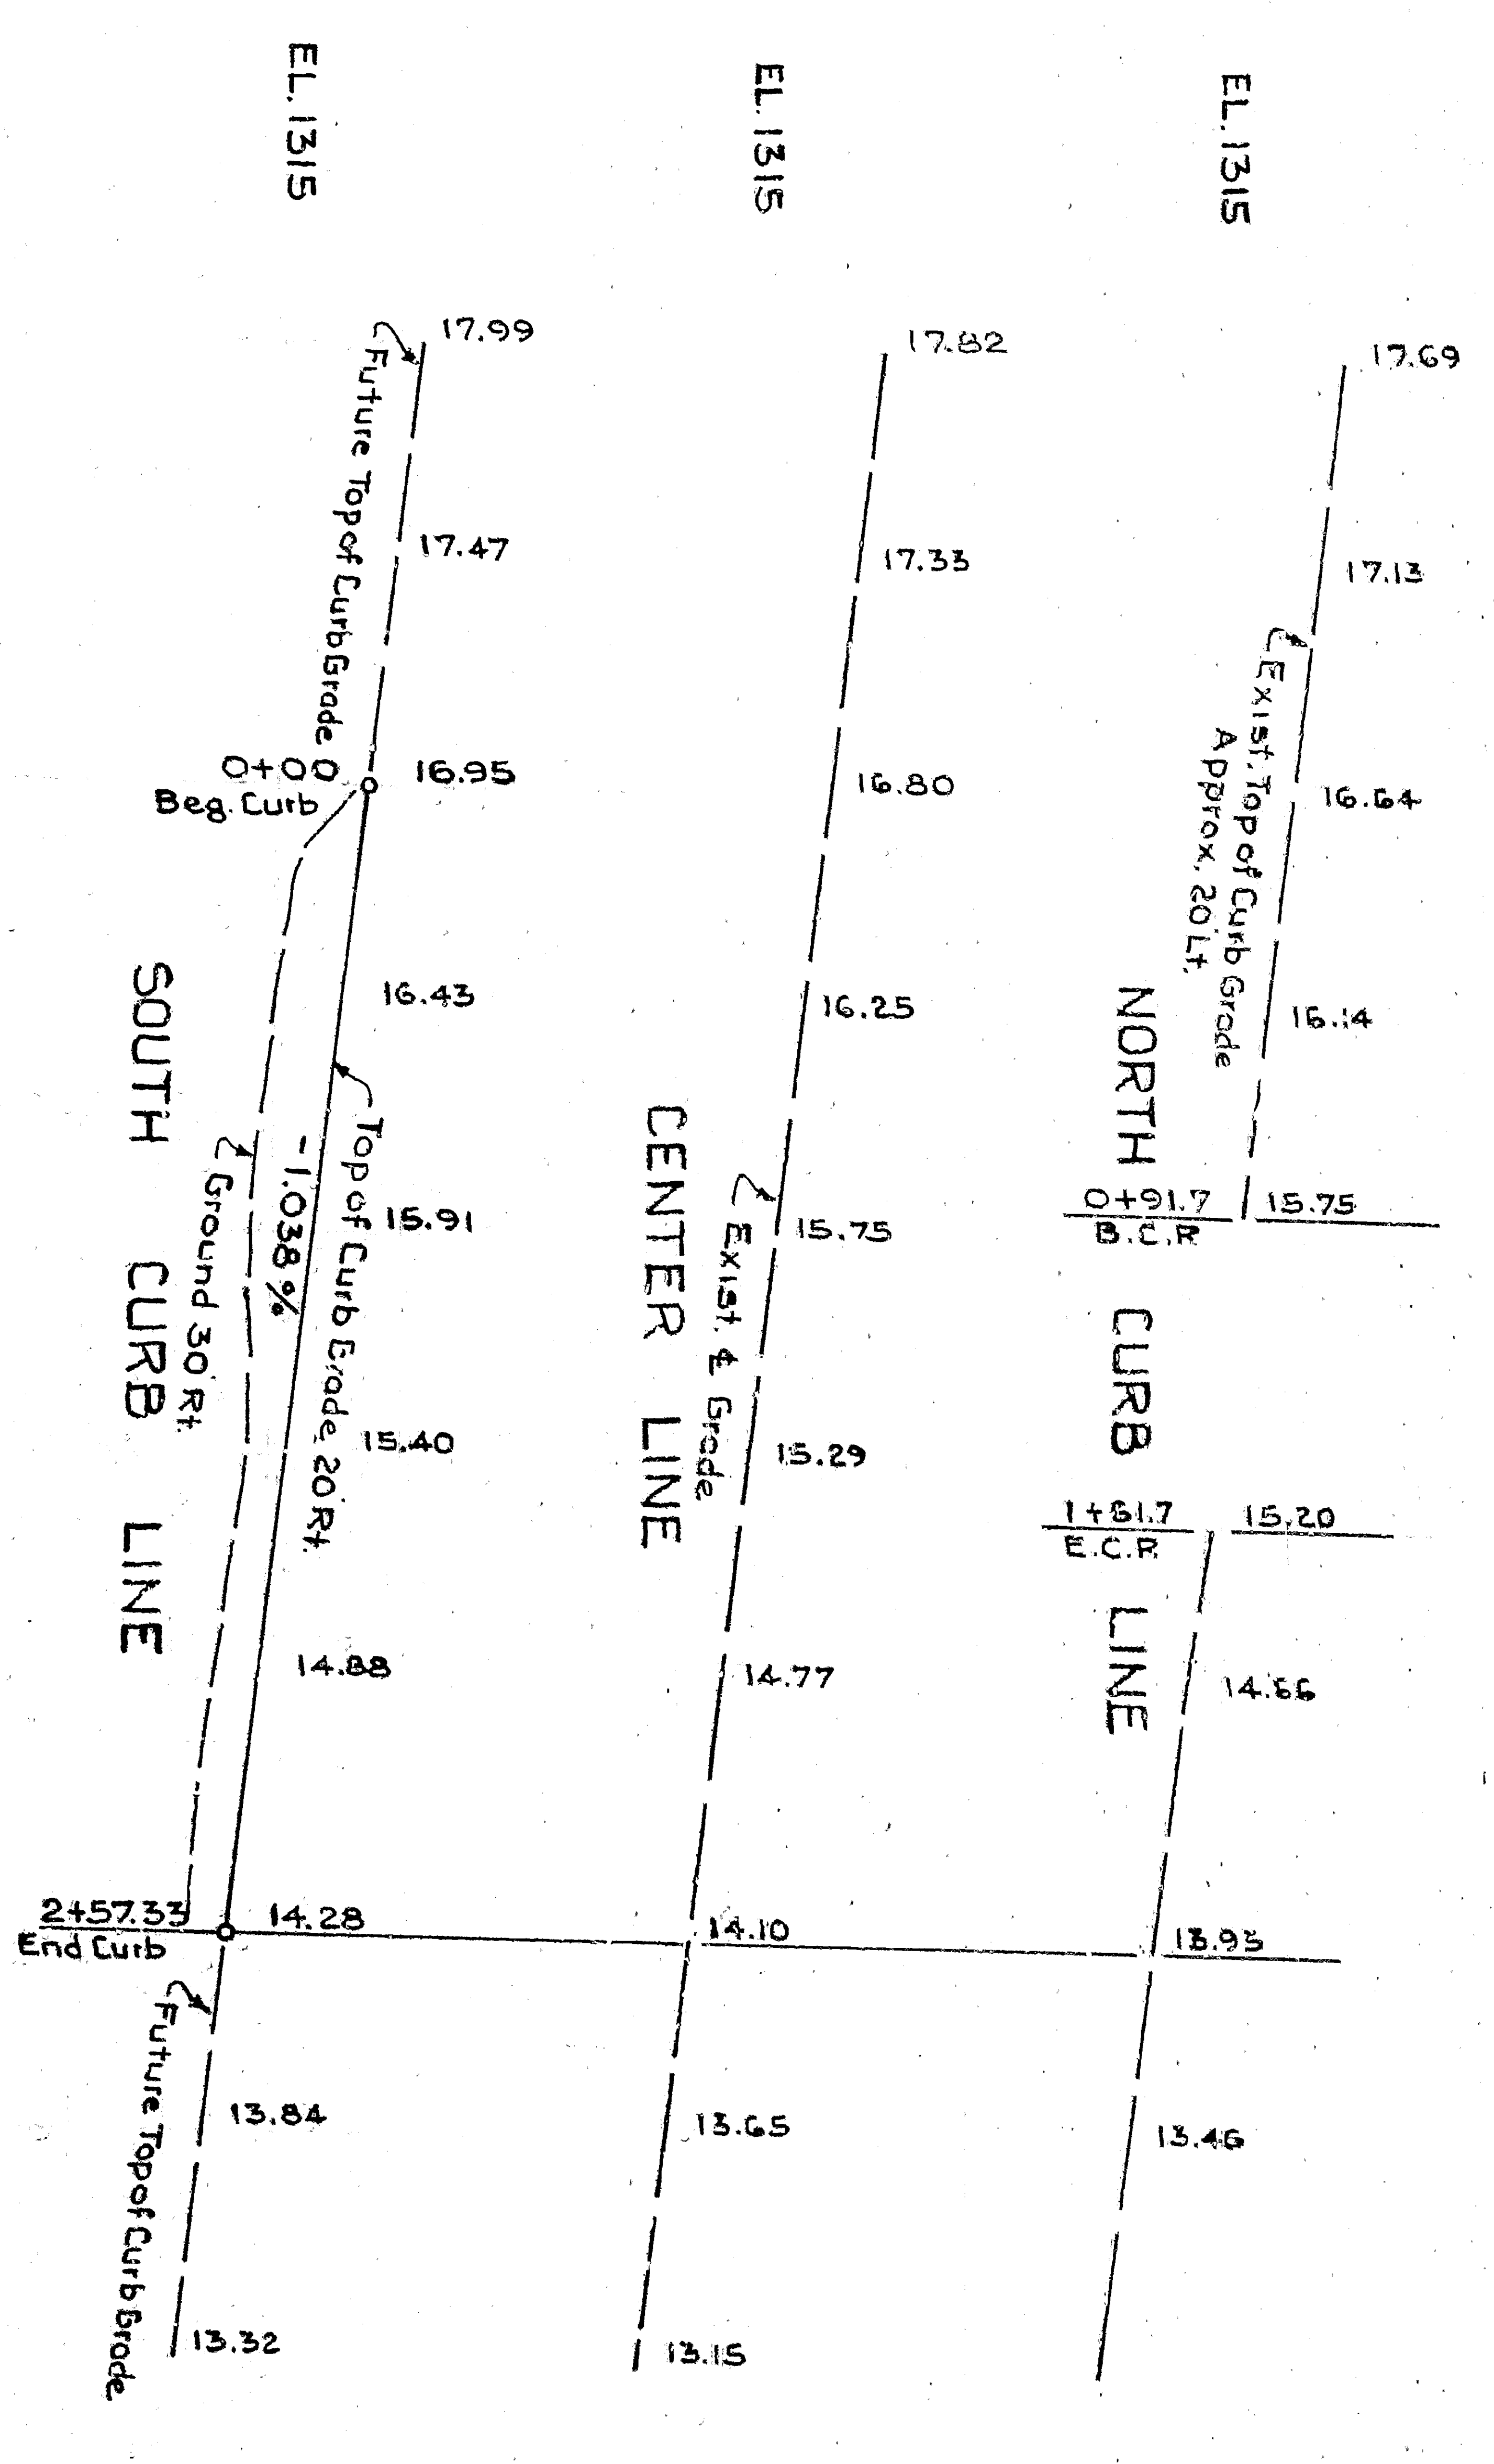 EL. 1315
17.99
Future Top of Curb Grade
17.47
0+00
Beg. Curb
16.95
16.43
Top of Curb Grade, 20' Rt.
-1.038 %
Ground 30' Rt.
15.91
15.40
14.88
SOUTH CURB LINE
2+57.33
End Curb
14.28
Future Top of Curb Grade
13.84
13.32
EL. 1315
17.82
17.33
16.80
16.25
15.75
Exist. ℄ Grade
15.29
14.77
CENTER LINE
14.10
13.65
13.15
EL. 1315
17.69
17.13
Exist. Top of Curb Grade
Approx. 20' Lt.
16.64
16.14
0+91.7
B.C.R
15.75
NORTH CURB LINE
E.C.R.
15.20
14.66
13.46